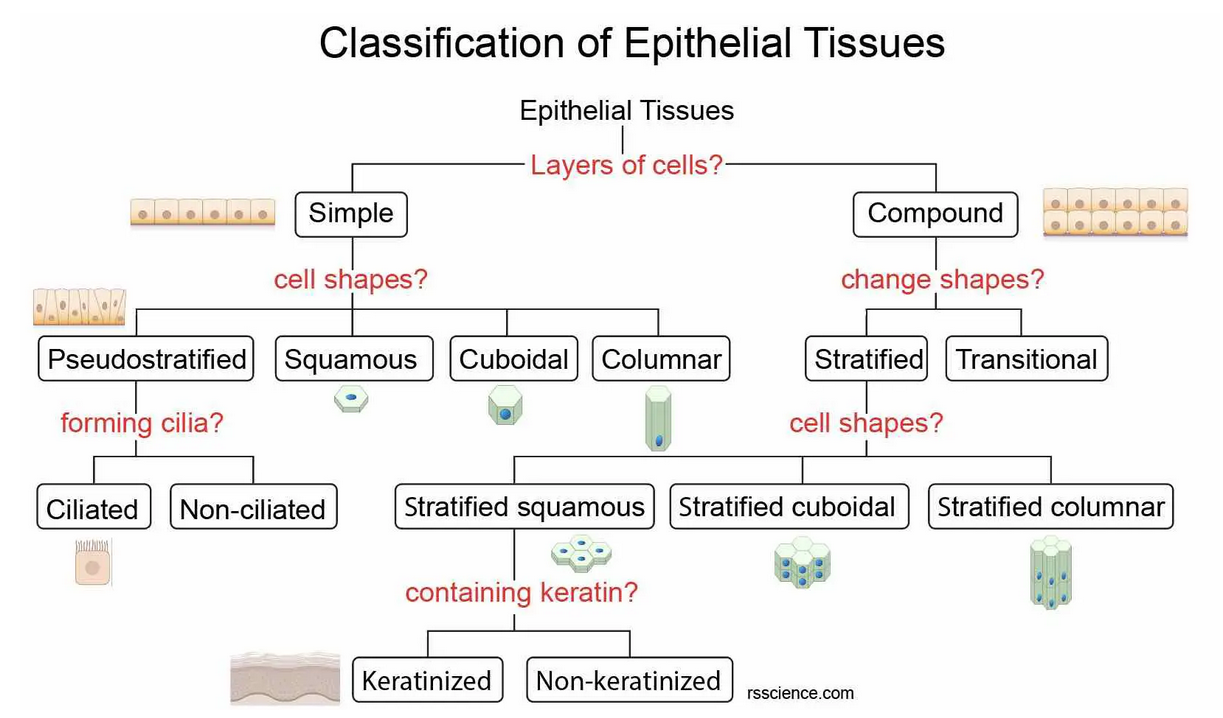 Classification of Epithelial Tissues
Epithelial Tissues
Layers of cells?
Simple
Compound
cell shapes?
change shapes?
Pseudostratified
Squamous
Cuboidal
Columnar
Stratified
Transitional
forming cilia?
cell shapes?
Ciliated
Non-ciliated
Stratified squamous
Stratified cuboidal
Stratified columnar
containing keratin?
Keratinized
Non-keratinized
rsscience.com